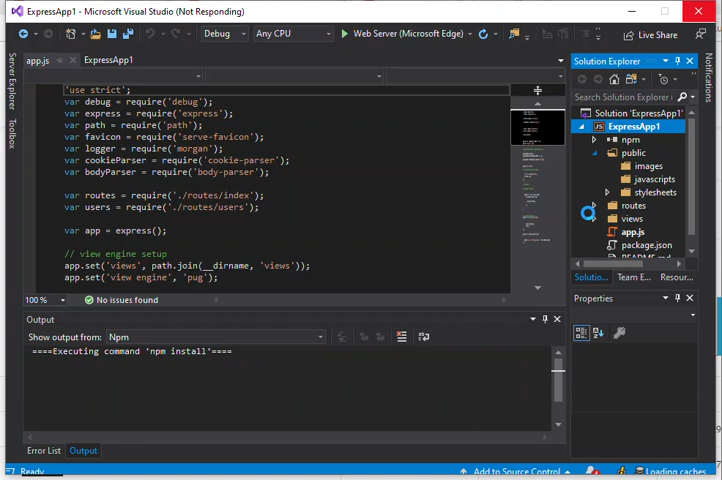 ExpressApp1 - Microsoft Visual Studio (Not Responding)
Debug
Any CPU
Web Server (Microsoft Edge)
Live Share
Server Explorer
Toolbox
app.js
ExpressApp1
'use strict';
var debug = require('debug');
var express = require('express');
var path = require('path');
var favicon = require('serve-favicon');
var logger = require('morgan');
var cookieParser = require('cookie-parser');
var bodyParser = require('body-parser');
var routes = require('./routes/index');
var users = require('./routes/users');
var app = express();
// view engine setup
app.set('views', path.join(__dirname, 'views'));
app.set('view engine', 'pug');
100 %
No issues found
Output
Show output from:
Npm
====Executing command 'npm install'====
Error List
Output
Solution Explorer
Search Solution Explorer (
Solution 'ExpressApp1'
ExpressApp1
npm
public
images
javascripts
stylesheets
routes
views
app.js
package.json
README.md
Solutio...
Team E...
Resourc...
Properties
Notifications
Ready
Add to Source Control
Loading caches